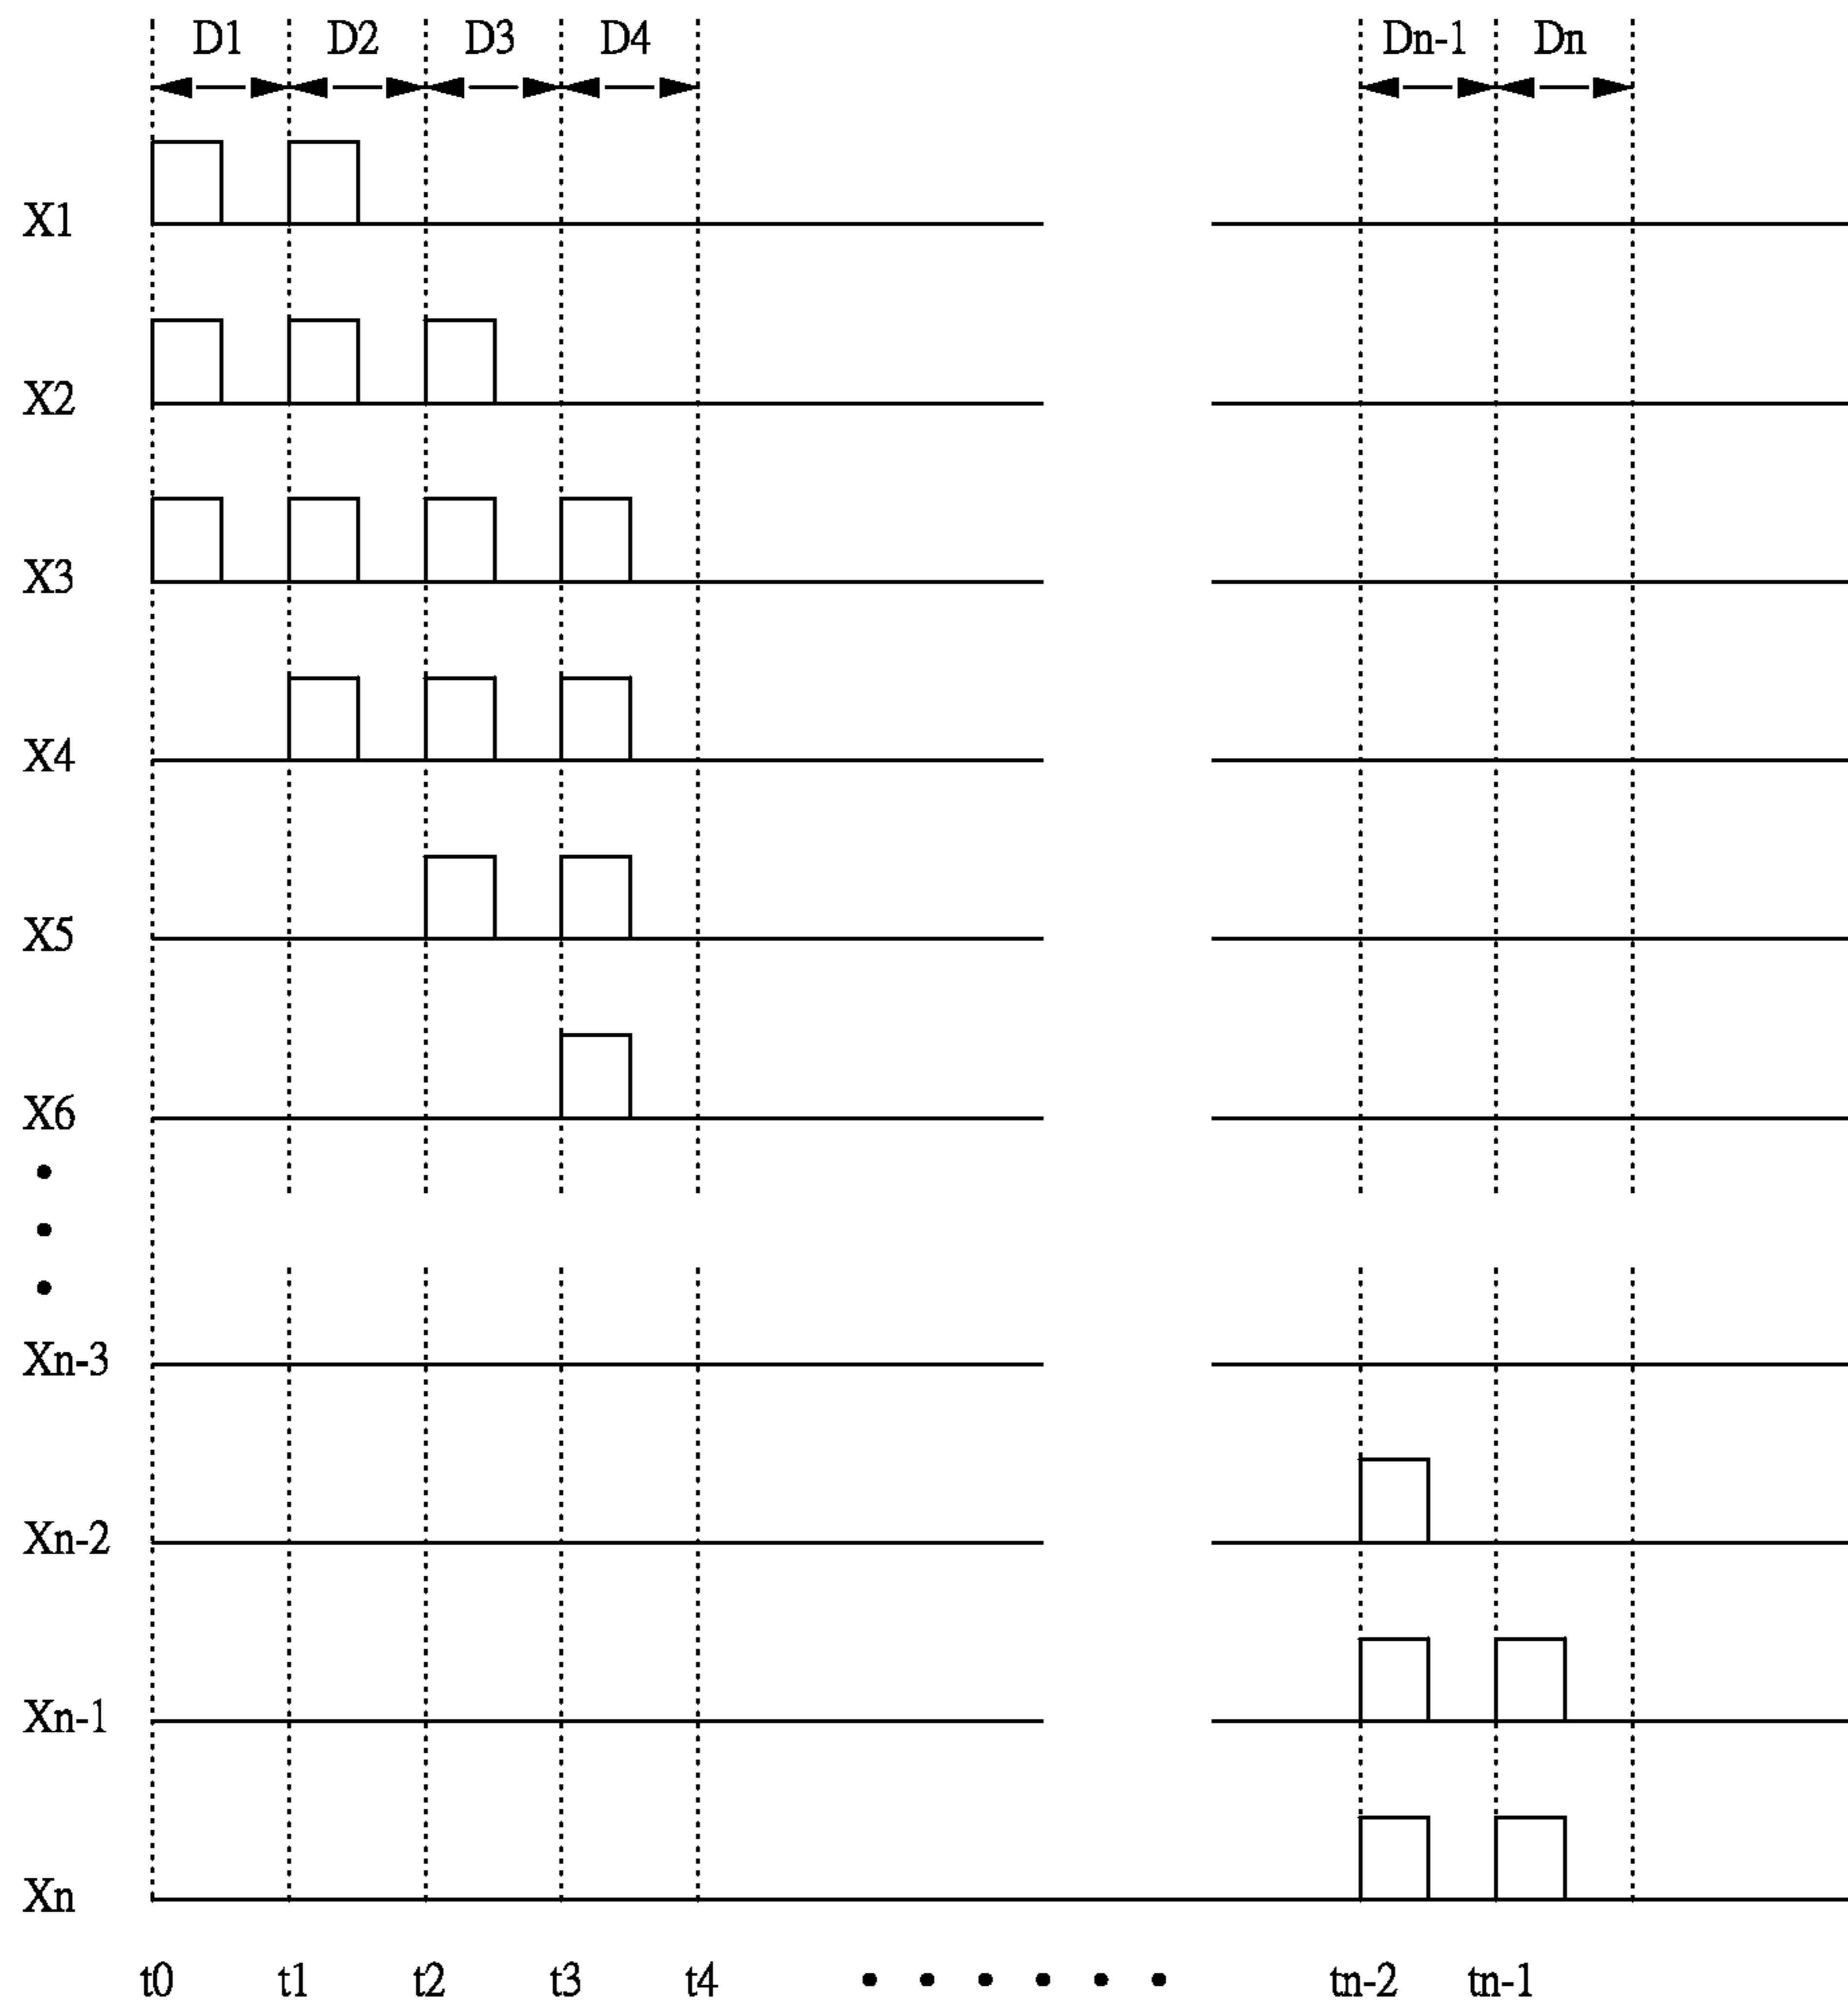 D1 D2 D3 D4 Dn-1 Dn
X1
X2
X3
X4
X5
X6
Xn-3
Xn-2
Xn-1
Xn
t0 t1 t2 t3 t4 tn-2 tn-1